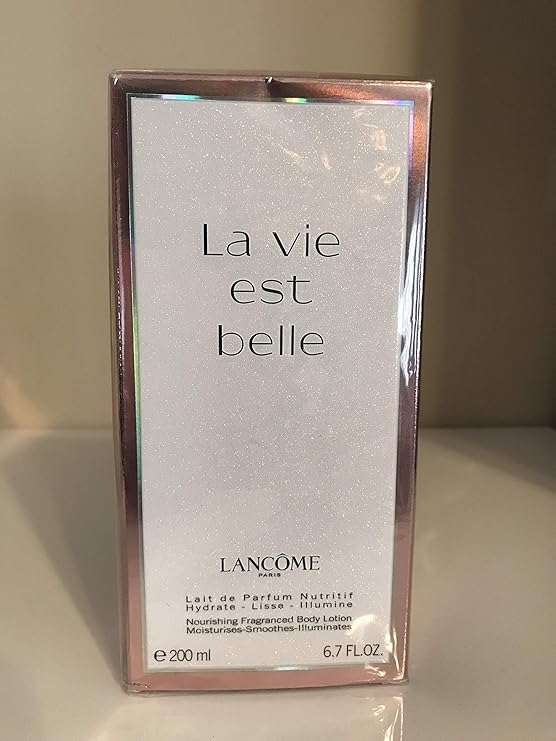 La vie
est
belle
LANCÔME
PARIS
Lait de Parfum Nutritif
Hydrate - Lisse - Illumine
Nourishing Fragranced Body Lotion
Moisturises-Smoothes-Illuminates
℮ 200 ml 6.7 FL.OZ.